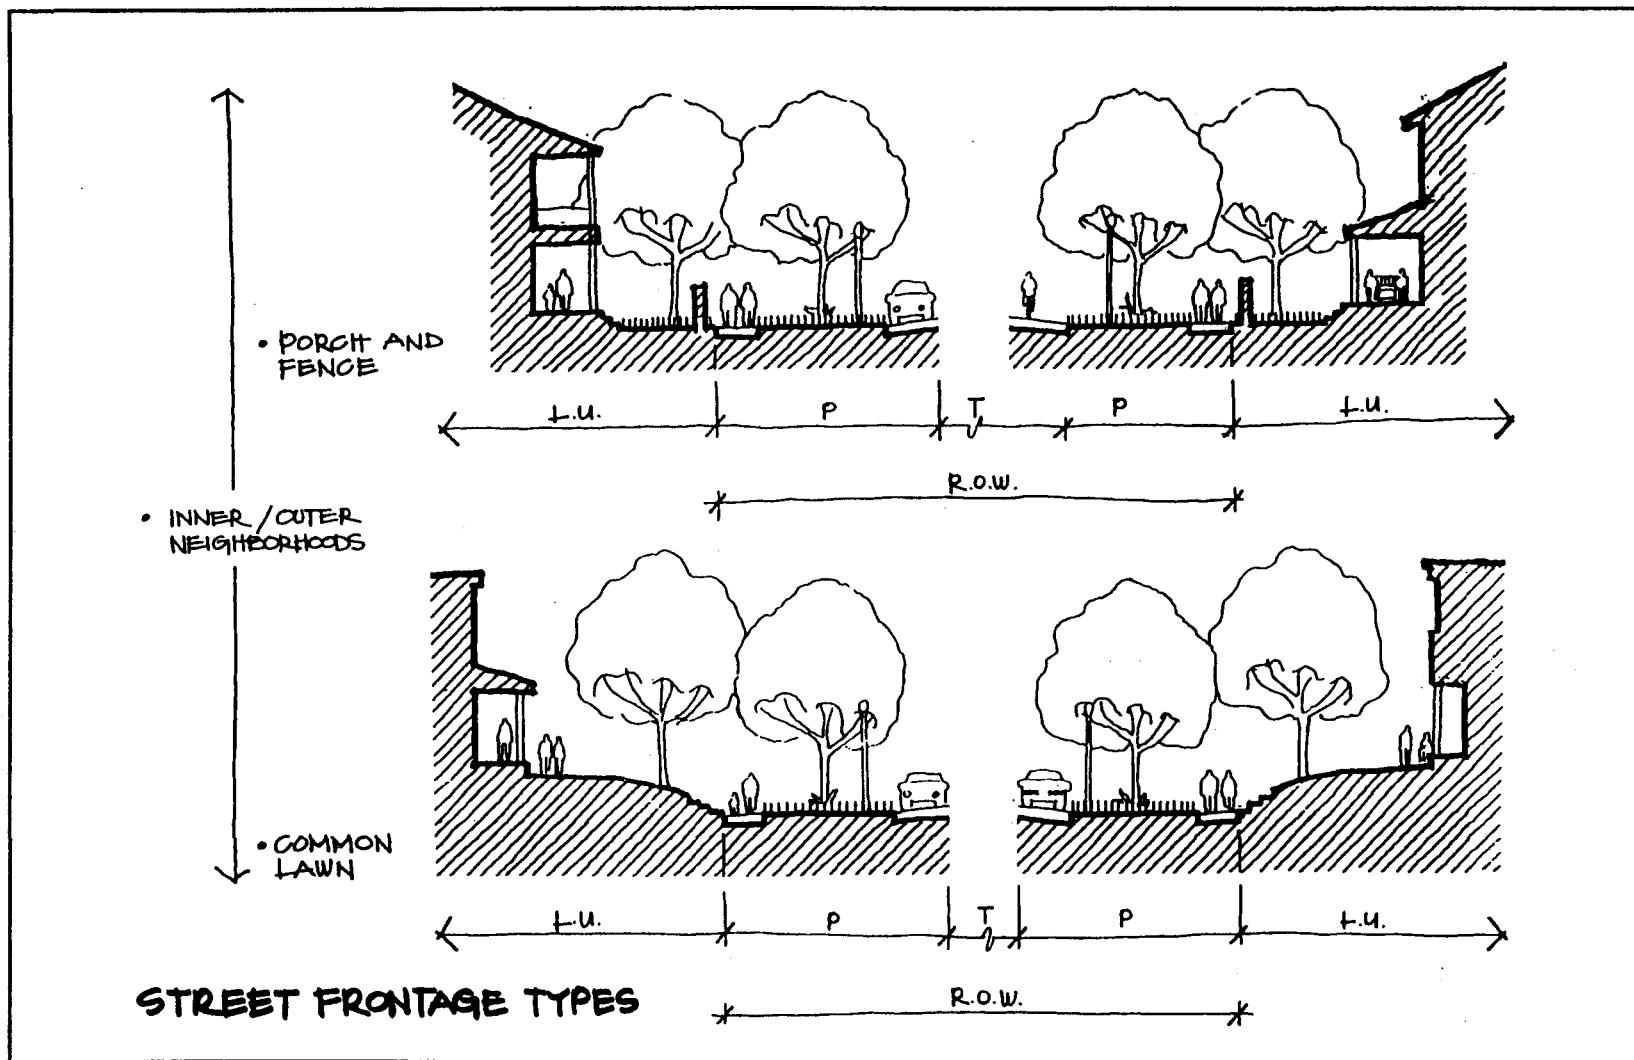 • PORCH AND
FENCE
L.U.
P
T
P
L.U.
R.O.W.
• INNER/OUTER
NEIGHBORHOODS
• COMMON
LAWN
L.U.
P
T
P
L.U.
R.O.W.
STREET FRONTAGE TYPES